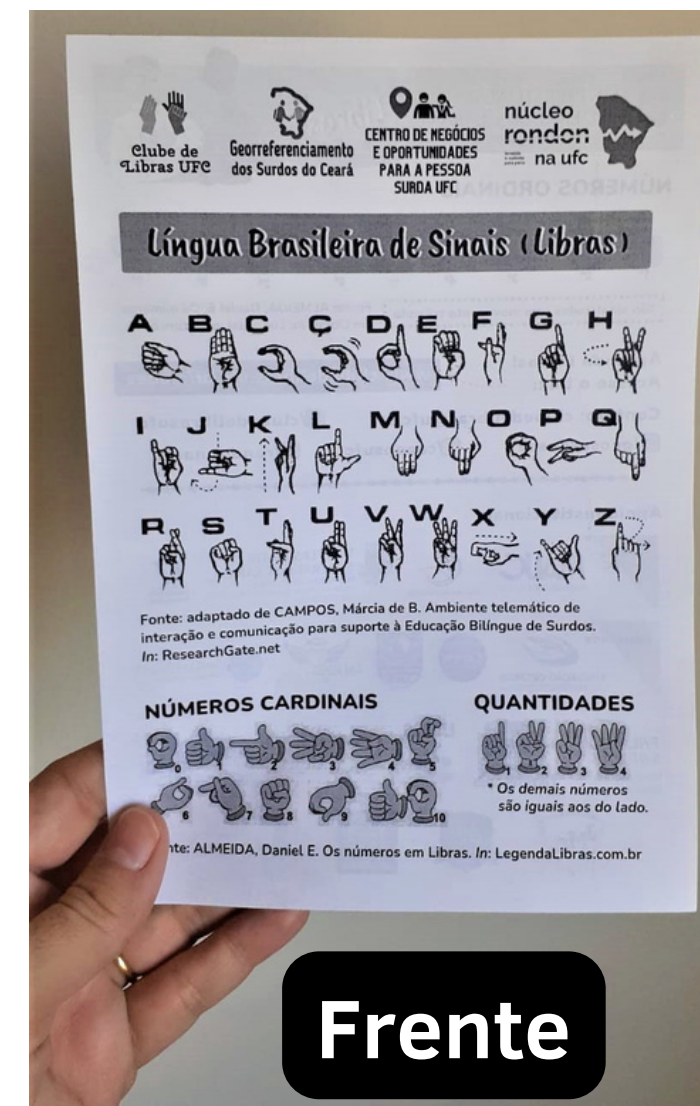 Clube de
Libras UFC
Georreferenciamento
dos Surdos do Ceará
CENTRO DE NEGÓCIOS
E OPORTUNIDADES
PARA A PESSOA
SURDA UFC
núcleo
rondon
na ufc
Língua Brasileira de Sinais (Libras)
A B C Ç D E F G H
I J K L M N O P Q
R S T U V W X Y Z
Fonte: adaptado de CAMPOS, Márcia de B. Ambiente telemático de
interação e comunicação para suporte à Educação Bilíngue de Surdos.
In: ResearchGate.net
NÚMEROS CARDINAIS
0 1 2 3 4 5
6 7 8 9 10
QUANTIDADES
1 2 3 4
* Os demais números
são iguais aos do lado.
nte: ALMEIDA, Daniel E. Os números em Libras. In: LegendaLibras.com.br
NÚMEROS ORDINAIS
Frente